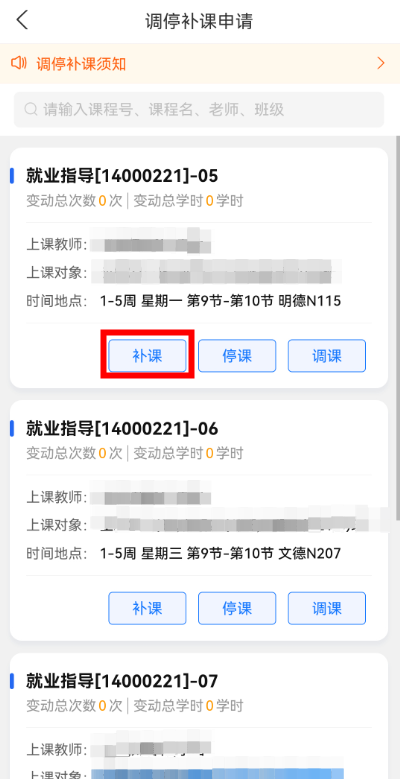 调停补课申请
调停补课须知
请输入课程号、课程名、老师、班级
就业指导[14000221]-05
变动总次数0次 变动总学时0学时
上课教师:
上课对象:
时间地点: 1-5周 星期一 第9节-第10节 明德N115
补课 停课 调课
就业指导[14000221]-06
变动总次数0次 变动总学时0学时
上课教师:
上课对象:
时间地点: 1-5周 星期三 第9节-第10节 文德N207
补课 停课 调课
就业指导[14000221]-07
变动总次数0次 变动总学时0学时
上课教师:
上课对象: